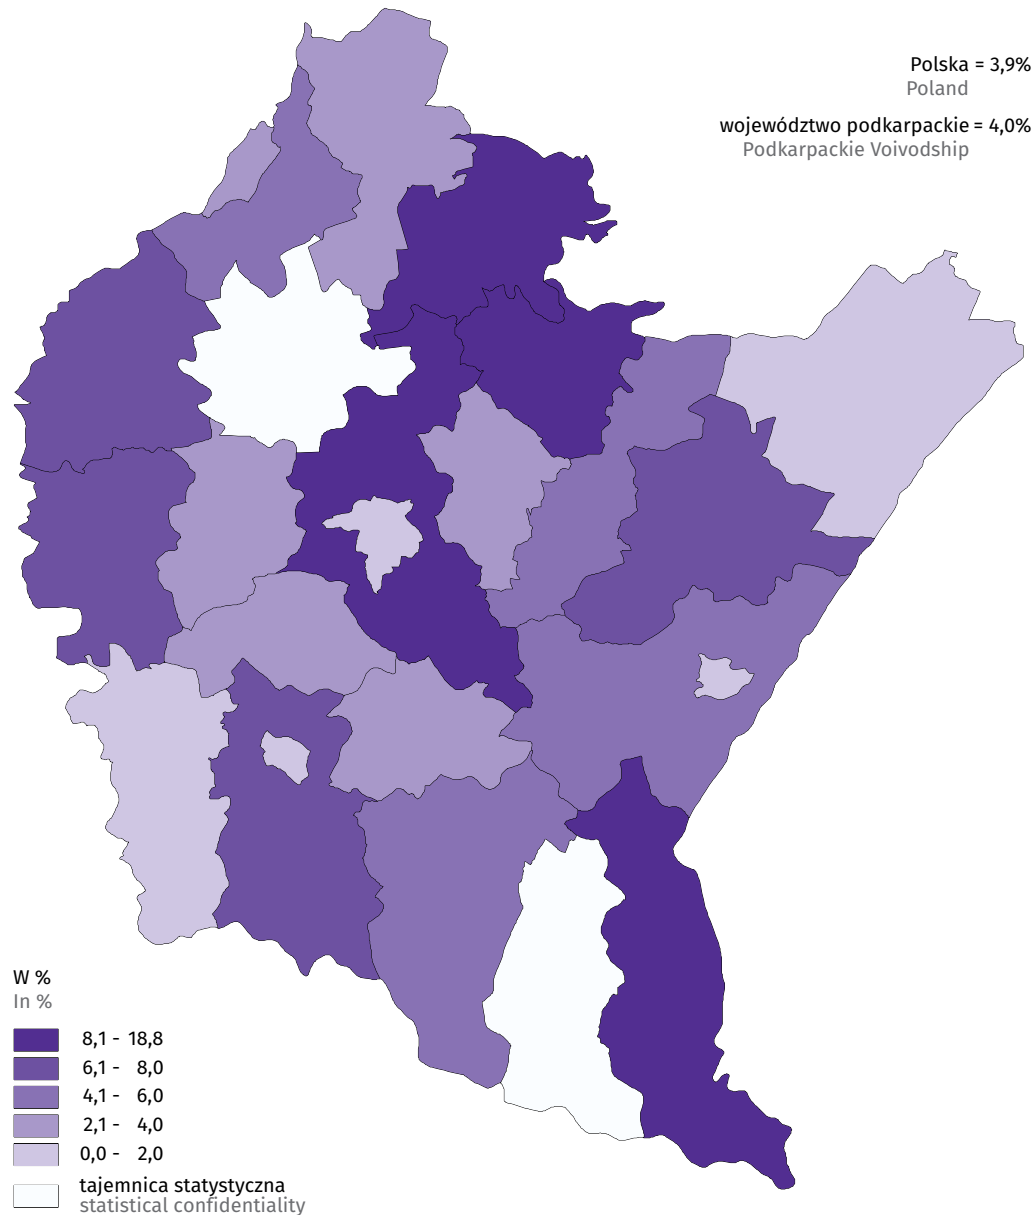 Polska = 3,9%
Poland
województwo podkarpackie = 4,0%
Podkarpackie Voivodship
W %
In %
8,1 - 18,8
6,1 - 8,0
4,1 - 6,0
2,1 - 4,0
0,0 - 2,0
tajemnica statystyczna
statistical confidentiality